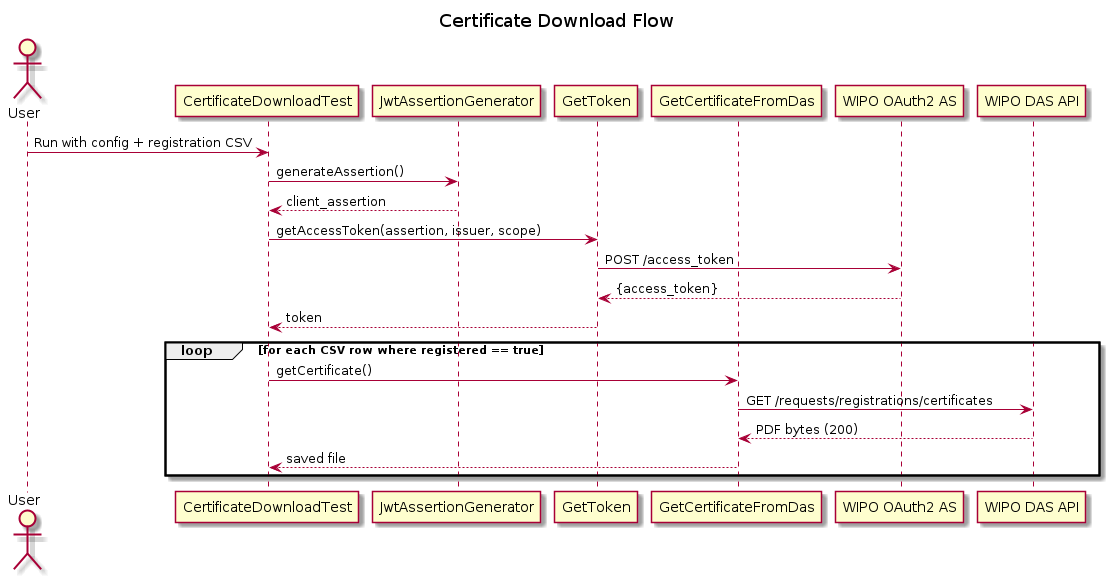 Certificate Download Flow
User
CertificateDownloadTest
JwtAssertionGenerator
GetToken
GetCertificateFromDas
WIPO OAuth2 AS
WIPO DAS API
Run with config + registration CSV
generateAssertion()
client_assertion
getAccessToken(assertion, issuer, scope)
POST /access_token
{access_token}
token
loop
[for each CSV row where registered == true]
getCertificate()
GET /requests/registrations/certificates
PDF bytes (200)
saved file
User
CertificateDownloadTest
JwtAssertionGenerator
GetToken
GetCertificateFromDas
WIPO OAuth2 AS
WIPO DAS API